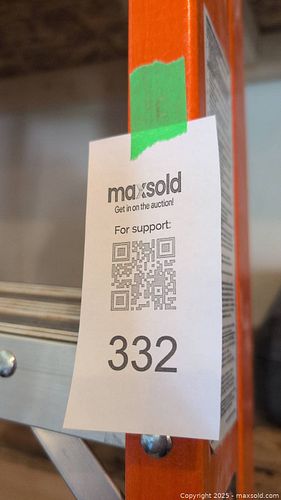 maxsold
Get in on the auction!
For support:
332
Copyright 2025 - maxsold.com